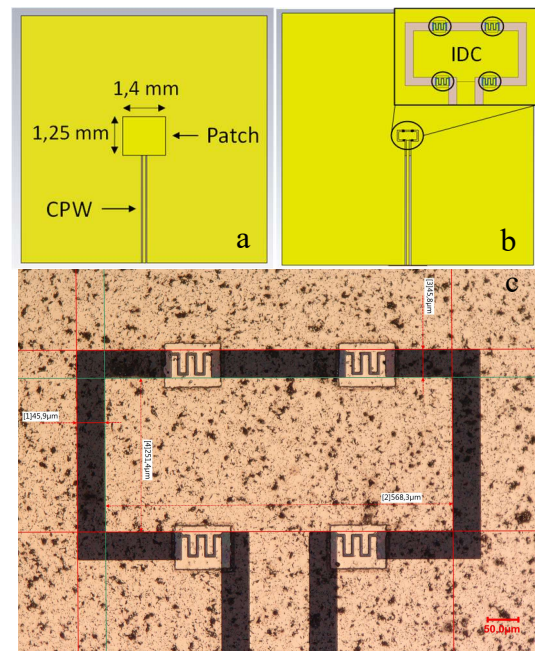 1,4 mm
1,25 mm
Patch
CPW
a
IDC
b
c
[3]45,8µm
[1]45,9µm
[4]251,4µm
[2]568,3µm
50,0µm